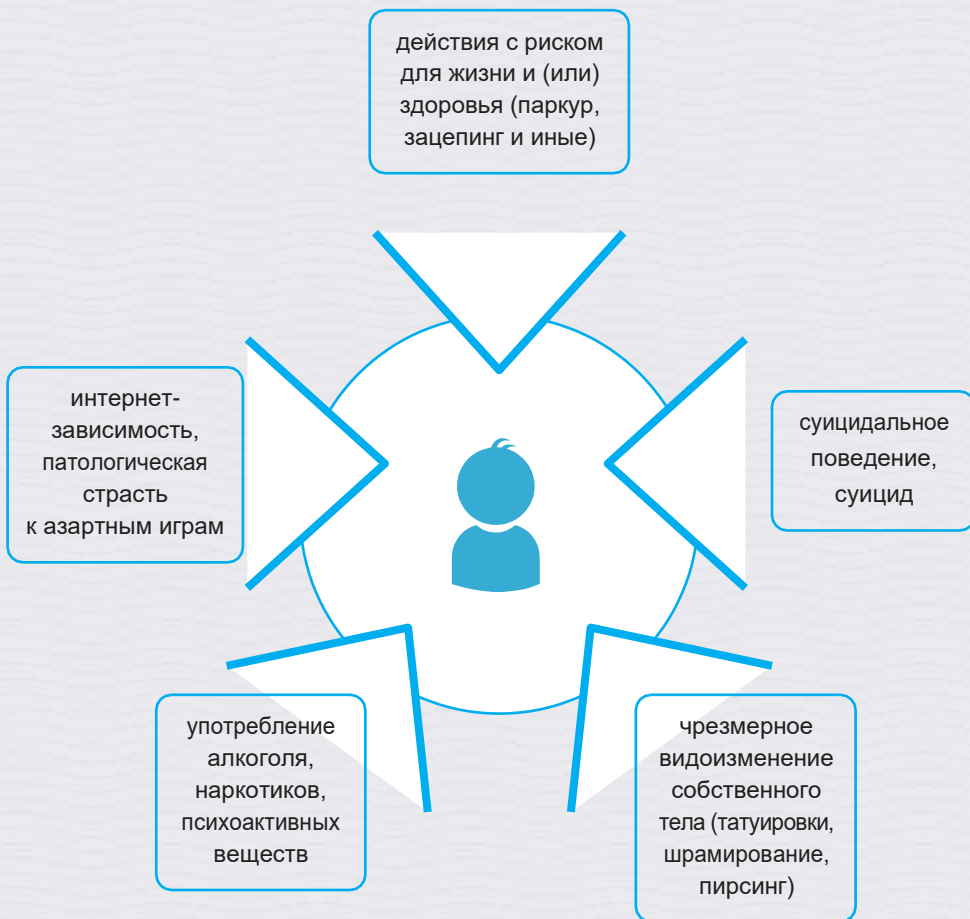 действия с риском
для жизни и (или)
здоровья (паркур,
зацепинг и иные)
интернет-
зависимость,
патологическая
страсть
к азартным играм
суицидальное
поведение,
суицид
употребление
алкоголя,
наркотиков,
психоактивных
веществ
чрезмерное
видоизменение
собственного
тела (татуировки,
шрамирование,
пирсинг)